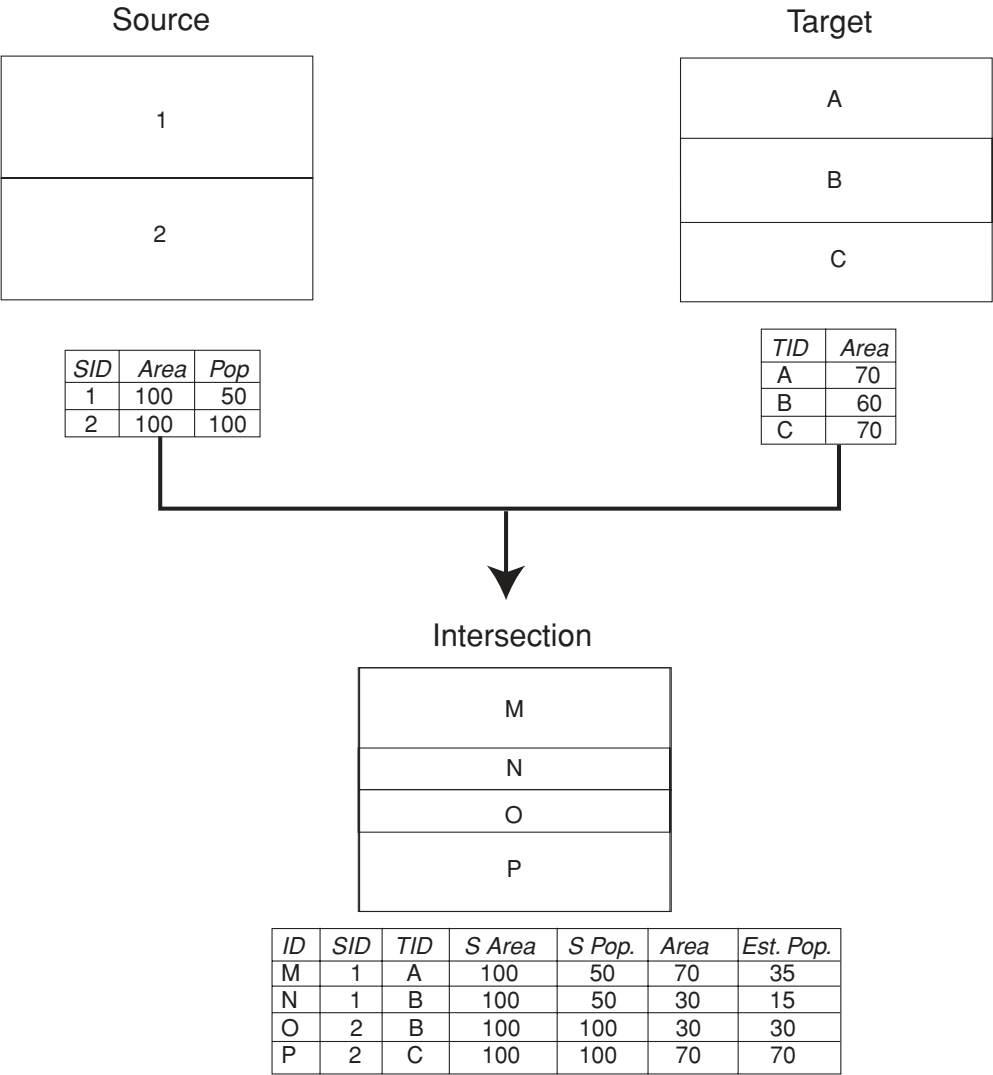 Source
Target
1
2
A
B
C
SID Area Pop
1 100 50
2 100 100
TID Area
A 70
B 60
C 70
Intersection
M
N
O
P
ID SID TID S Area S Pop. Area Est. Pop.
M 1 A 100 50 70 35
N 1 B 100 50 30 15
O 2 B 100 100 30 30
P 2 C 100 100 70 70